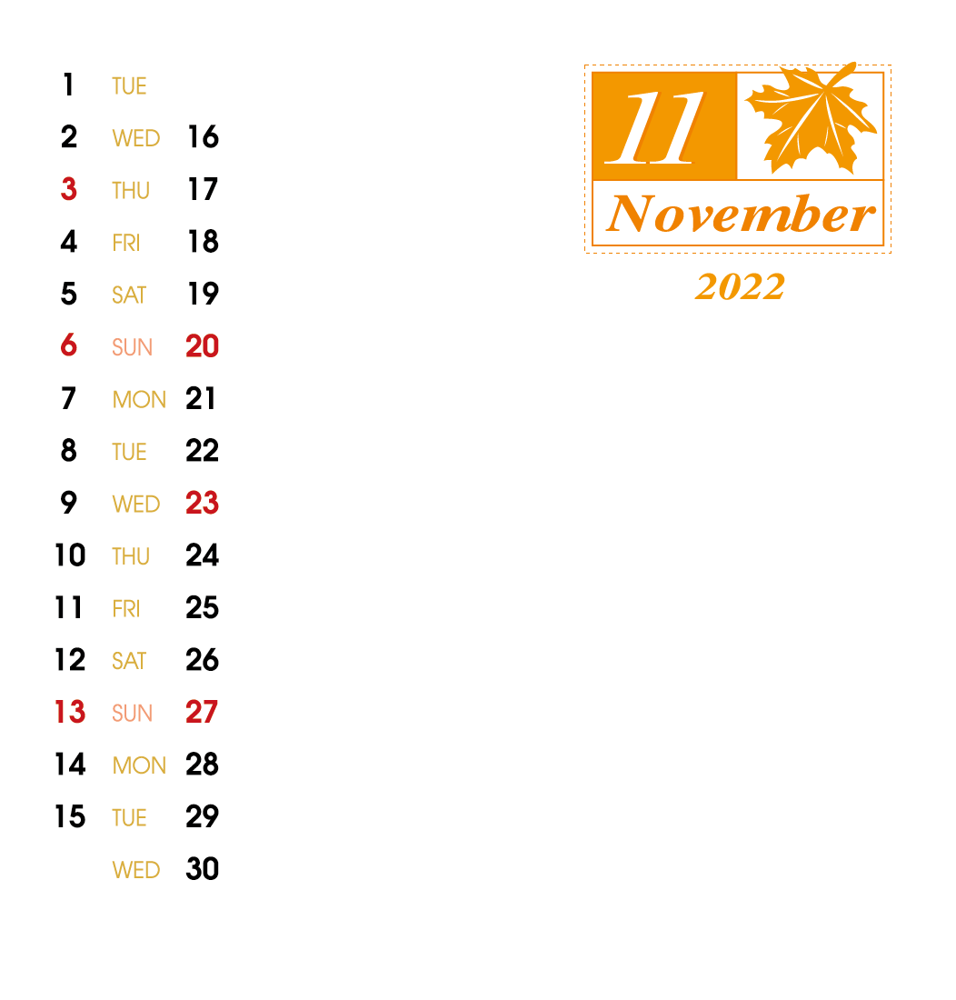 1 TUE
2 WED 16
3 THU 17
4 FRI 18
5 SAT 19
6 SUN 20
7 MON 21
8 TUE 22
9 WED 23
10 THU 24
11 FRI 25
12 SAT 26
13 SUN 27
14 MON 28
15 TUE 29
WED 30
11
November
2022